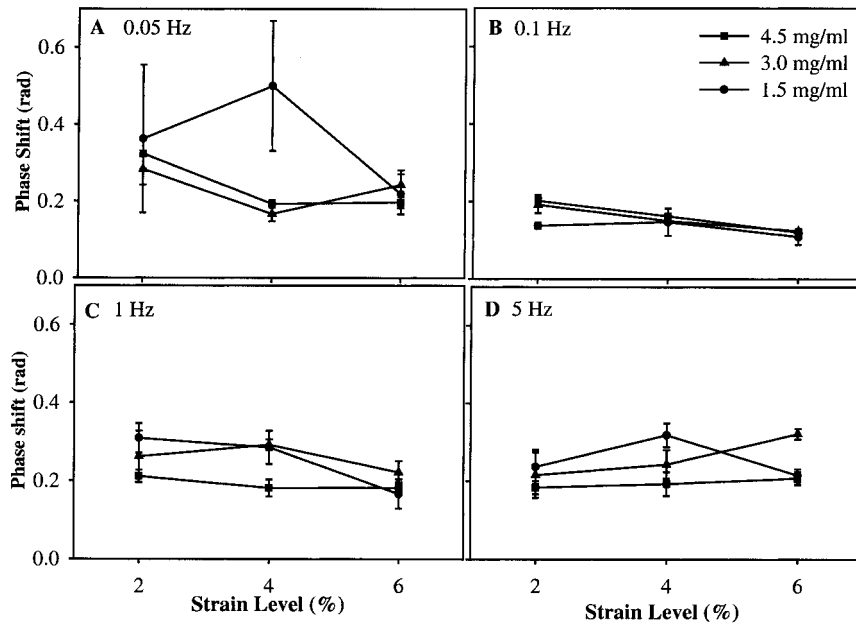 A 0.05 Hz
B 0.1 Hz
4.5 mg/ml
3.0 mg/ml
1.5 mg/ml
Phase Shift (rad)
0.6
0.4
0.2
0.0
C 1 Hz
D 5 Hz
Phase shift (rad)
0.6
0.4
0.2
0.0
2
4
6
2
4
6
Strain Level (%)
Strain Level (%)